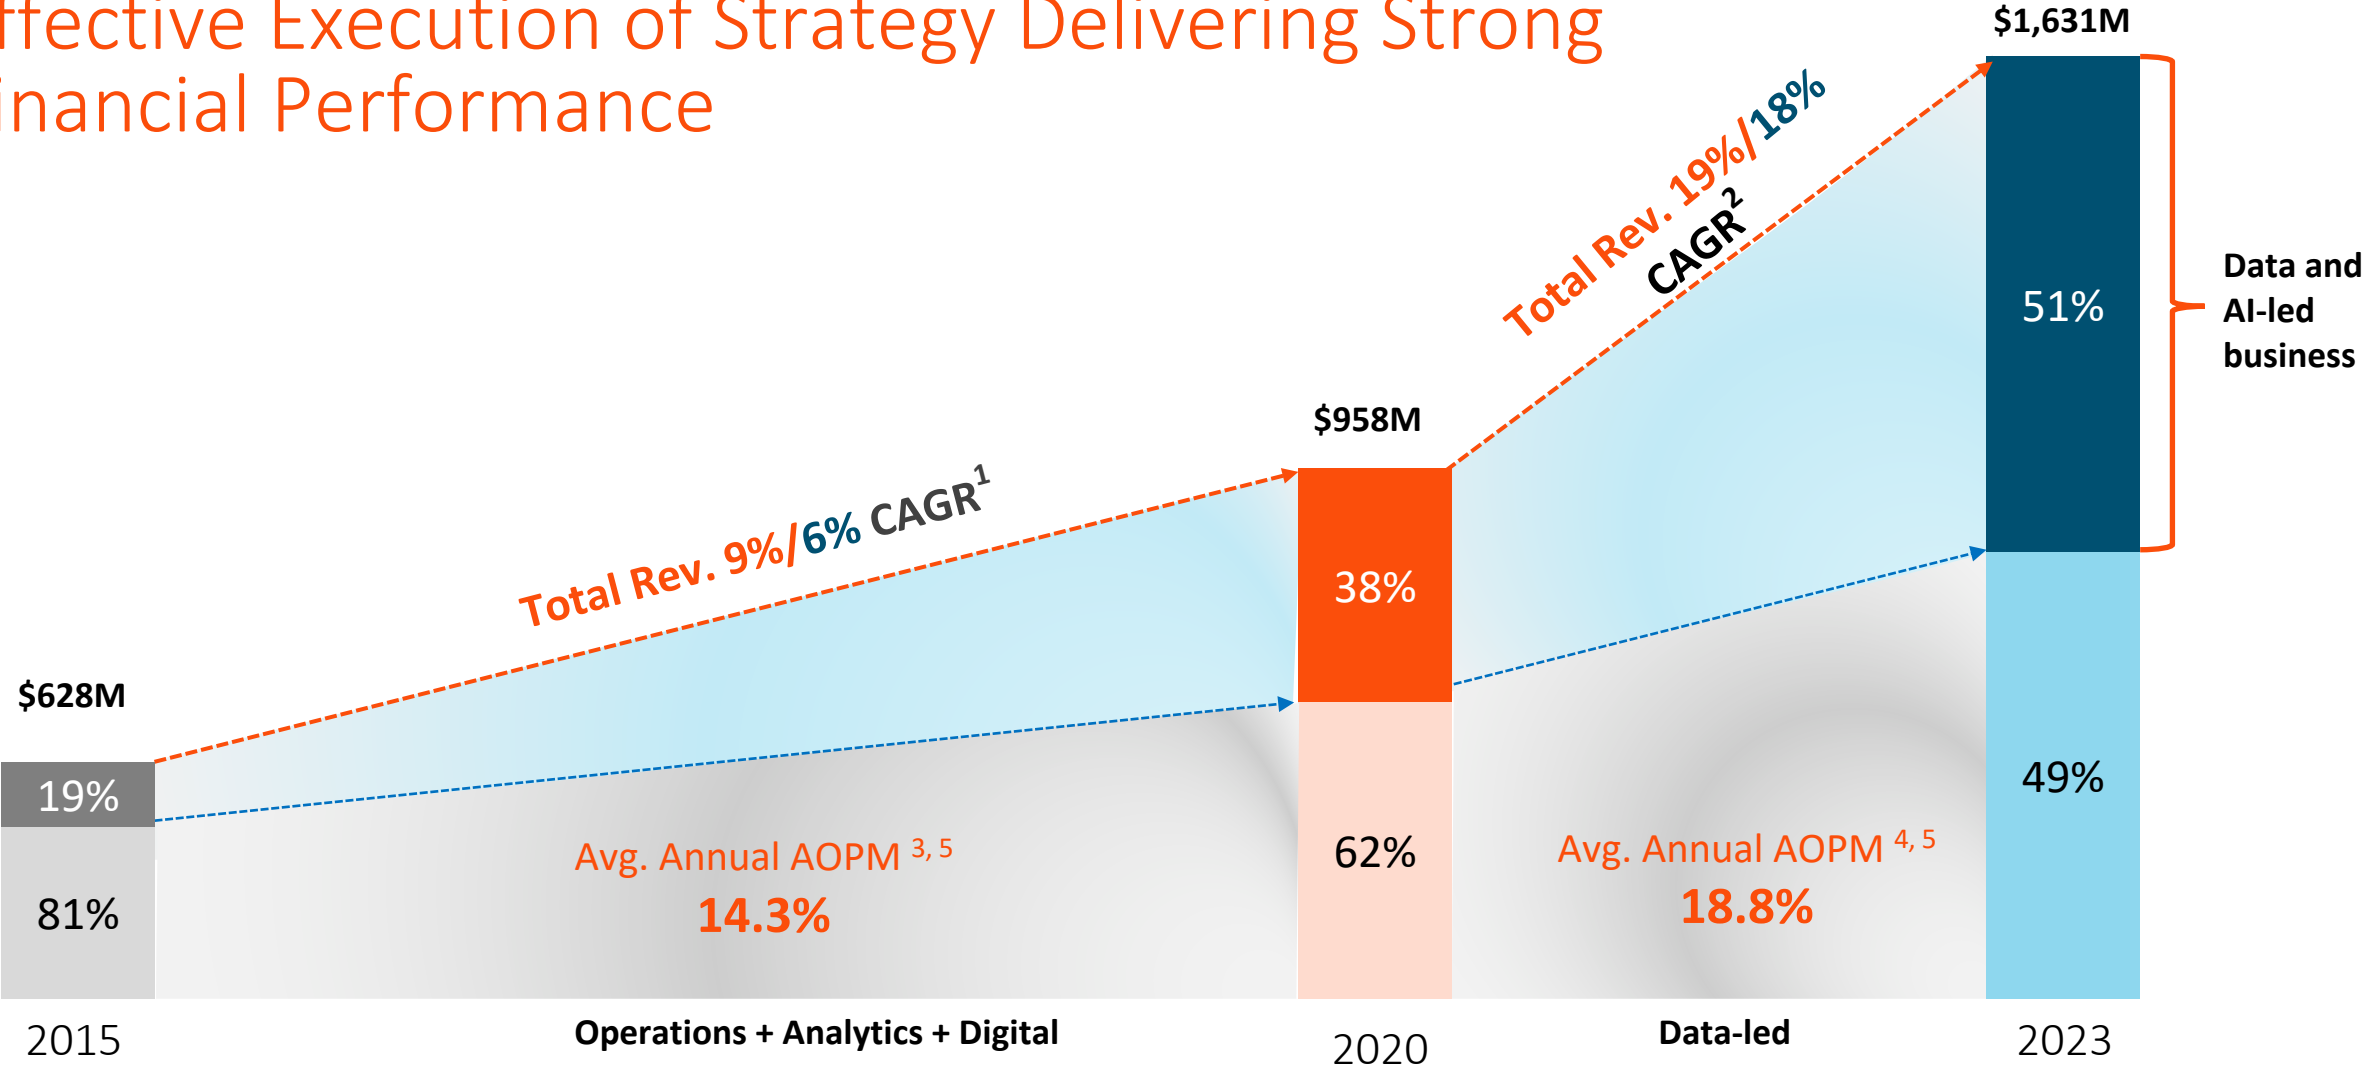 ffective Execution of Strategy Delivering Strong
inancial Performance
$1,631M
Total Rev. 19%/18%
CAGR2
51%
Data and
AI-led
business
$958M
Total Rev. 9%/6% CAGR1
38%
$628M
19%
49%
Avg. Annual AOPM 3, 5
14.3%
62%
Avg. Annual AOPM 4, 5
18.8%
81%
2015
Operations + Analytics + Digital
2020
Data-led
2023